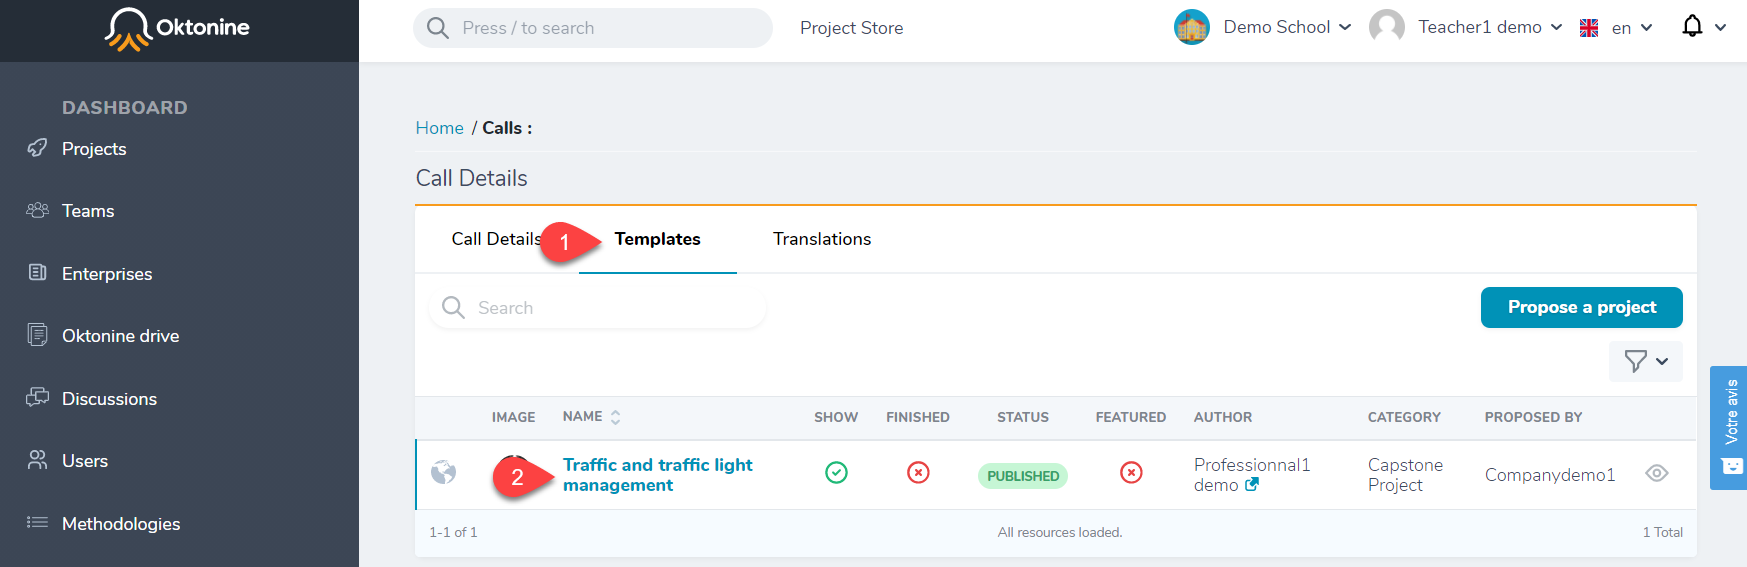 Oktonine
Press / to search
Project Store
Demo School
Teacher1 demo
en
DASHBOARD
Projects
Teams
Enterprises
Oktonine drive
Discussions
Users
Methodologies
Home / Calls :
Call Details
Call Details
1
Templates
Translations
Search
Propose a project
IMAGE NAME SHOW FINISHED STATUS FEATURED AUTHOR CATEGORY PROPOSED BY
2
Traffic and traffic light
management
PUBLISHED
Professionnal1
demo
Capstone
Project
Companydemo1
1-1 of 1
All resources loaded.
1 Total
Votre avis